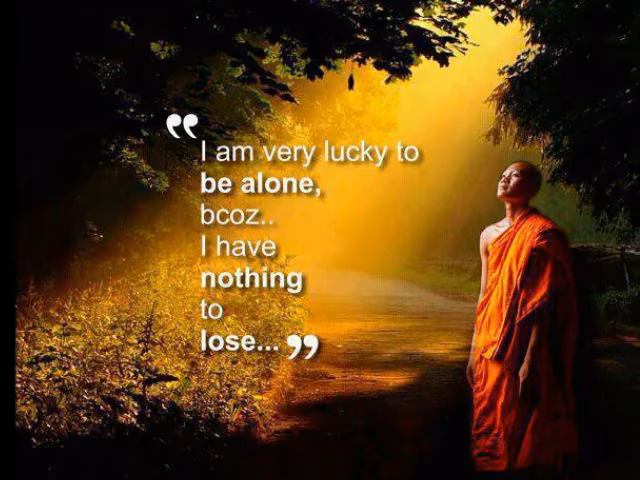 “
I am very lucky to
be alone,
bcoz..
I have
nothing
to
lose... ”